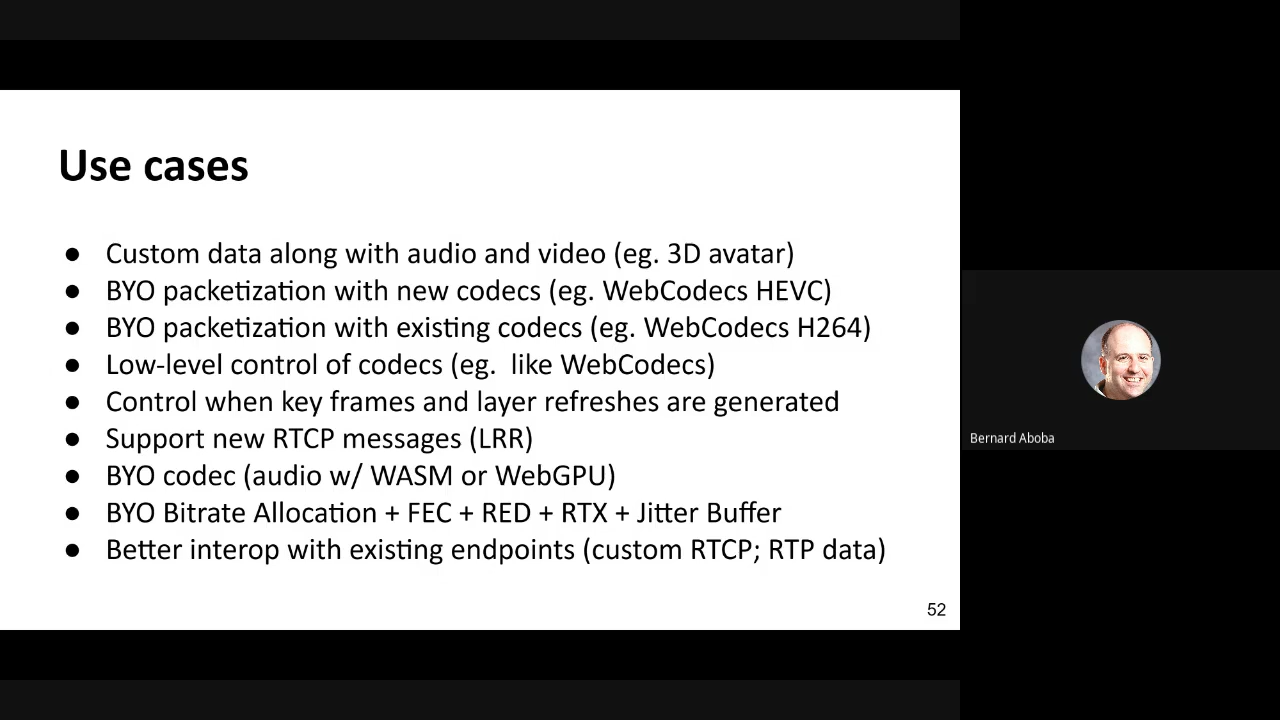 Use cases
● Custom data along with audio and video (eg. 3D avatar)
● BYO packetization with new codecs (eg. WebCodecs HEVC)
● BYO packetization with existing codecs (eg. WebCodecs H264)
● Low-level control of codecs (eg.  like WebCodecs)
● Control when key frames and layer refreshes are generated
● Support new RTCP messages (LRR)
● BYO codec (audio w/ WASM or WebGPU)
● BYO Bitrate Allocation + FEC + RED + RTX + Jitter Buffer
● Better interop with existing endpoints (custom RTCP; RTP data)
52
Bernard Aboba